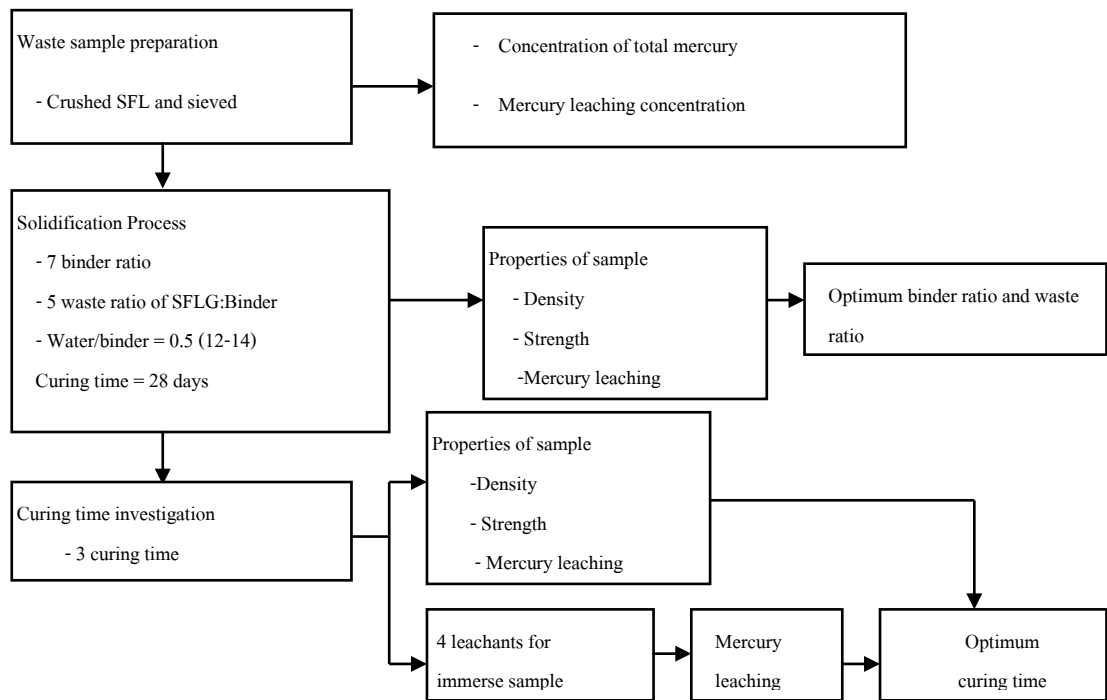 Waste sample preparation
- Crushed SFL and sieved
- Concentration of total mercury
- Mercury leaching concentration
Solidification Process
- 7 binder ratio
- 5 waste ratio of SFLG:Binder
- Water/binder = 0.5 (12-14)
Curing time = 28 days
Properties of sample
- Density
- Strength
-Mercury leaching
Optimum binder ratio and waste
ratio
Curing time investigation
- 3 curing time
Properties of sample
-Density
- Strength
- Mercury leaching
4 leachants for
immerse sample
Mercury
leaching
Optimum
curing time